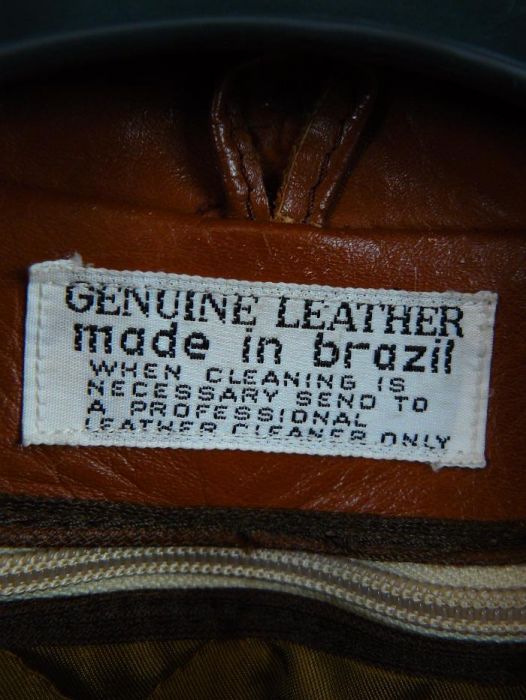 GENUINE LEATHER
made in brazil
WHEN CLEANING IS
NECESSARY SEND TO
A PROFESSIONAL
LEATHER CLEANER ONLY